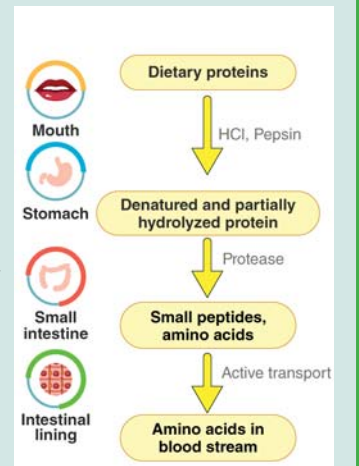 Dietary proteins
Mouth
HCl, Pepsin
Stomach
Denatured and partially
hydrolyzed protein
Protease
Small
intestine
Small peptides,
amino acids
Active transport
Intestinal
lining
Amino acids in
blood stream